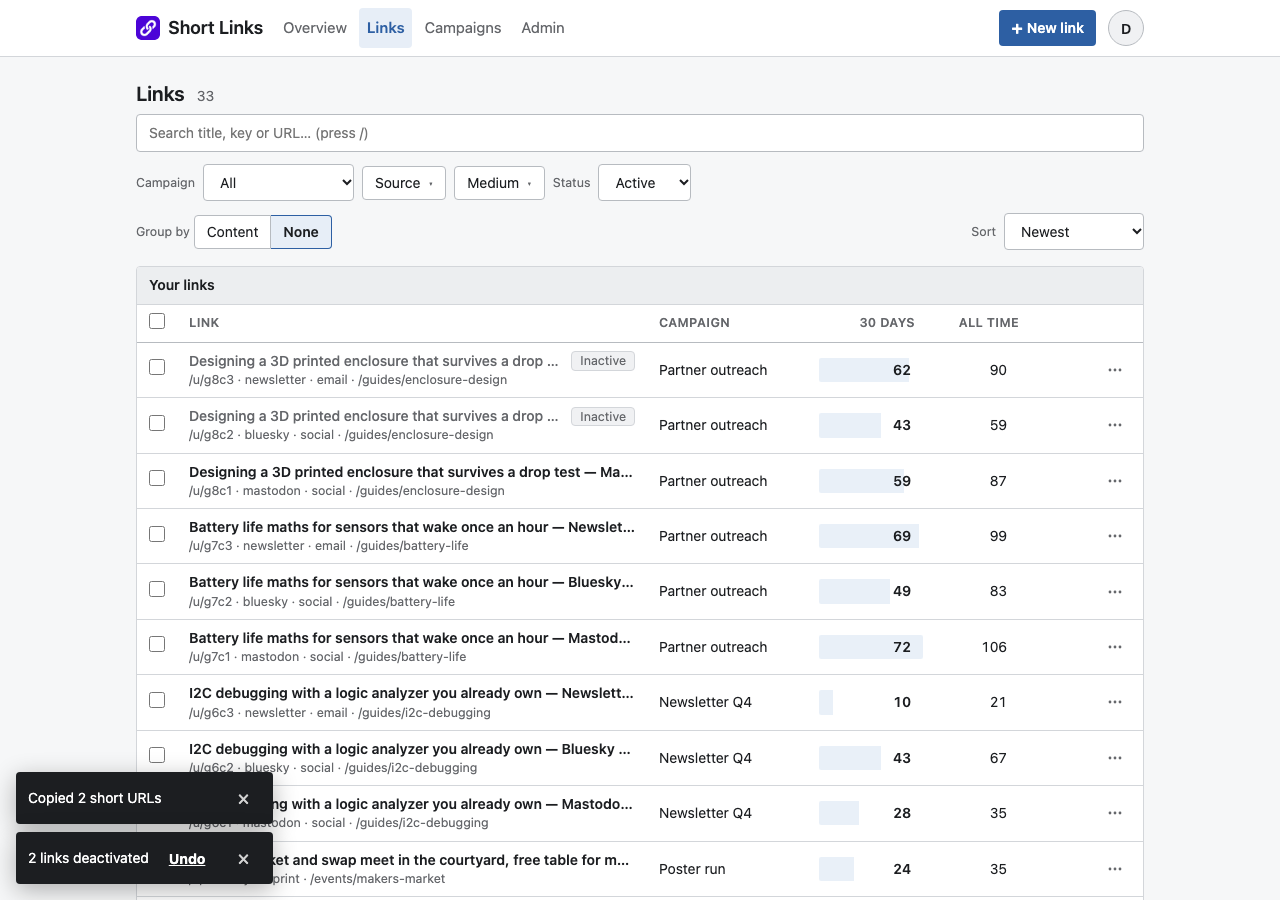 Short Links Overview Links Campaigns Admin + New link D
Links 33
Search title, key or URL... (press /)
Campaign All Source Medium Status Active
Group by Content None Sort Newest
Your links
LINK CAMPAIGN 30 DAYS ALL TIME
Designing a 3D printed enclosure that survives a drop ... Inactive Partner outreach 62 90
/u/g8c3 · newsletter · email · /guides/enclosure-design
Designing a 3D printed enclosure that survives a drop ... Inactive Partner outreach 43 59
/u/g8c2 · bluesky · social · /guides/enclosure-design
Designing a 3D printed enclosure that survives a drop test — Ma... Partner outreach 59 87
/u/g8c1 · mastodon · social · /guides/enclosure-design
Battery life maths for sensors that wake once an hour — Newslet... Partner outreach 69 99
/u/g7c3 · newsletter · email · /guides/battery-life
Battery life maths for sensors that wake once an hour — Bluesky... Partner outreach 49 83
/u/g7c2 · bluesky · social · /guides/battery-life
Battery life maths for sensors that wake once an hour — Mastod... Partner outreach 72 106
/u/g7c1 · mastodon · social · /guides/battery-life
I2C debugging with a logic analyzer you already own — Newslett... Newsletter Q4 10 21
/u/g6c3 · newsletter · email · /guides/i2c-debugging
I2C debugging with a logic analyzer you already own — Bluesky ... Newsletter Q4 43 67
/u/g6c2 · bluesky · social · /guides/i2c-debugging
Copied 2 short URLs ×
with a logic analyzer you already own — Mastodo... Newsletter Q4 28 35
mastodon · social · /guides/i2c-debugging
2 links deactivated Undo ×
and swap meet in the courtyard, free table for m... Poster run 24 35
print · /events/makers-market